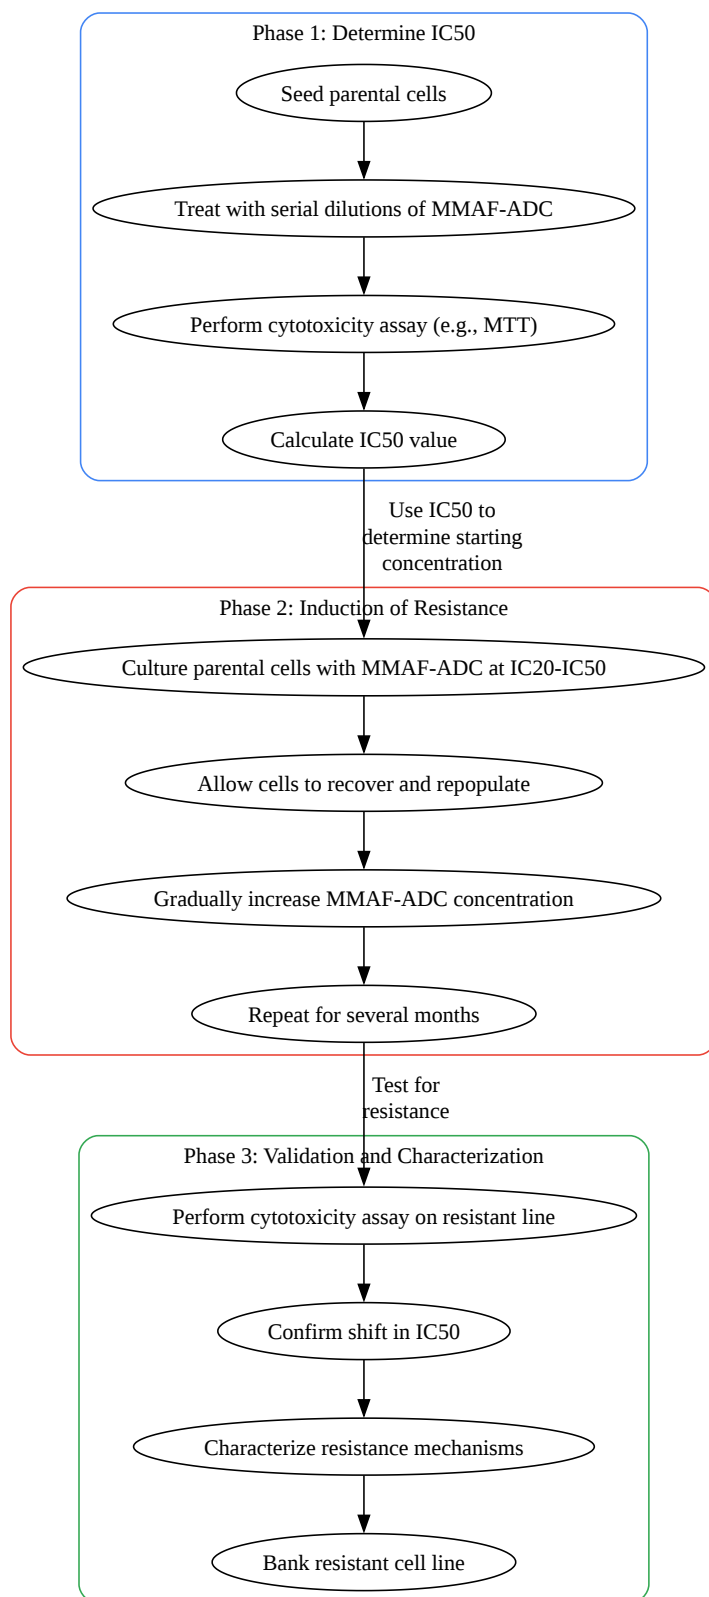 Phase 1: Determine IC50
Seed parental cells
Treat with serial dilutions of MMAF-ADC
Perform cytotoxicity assay (e.g., MTT)
Calculate IC50 value
Use IC50 to
determine starting
concentration
Phase 2: Induction of Resistance
Culture parental cells with MMAF-ADC at IC20-IC50
Allow cells to recover and repopulate
Gradually increase MMAF-ADC concentration
Repeat for several months
Test for
resistance
Phase 3: Validation and Characterization
Perform cytotoxicity assay on resistant line
Confirm shift in IC50
Characterize resistance mechanisms
Bank resistant cell line